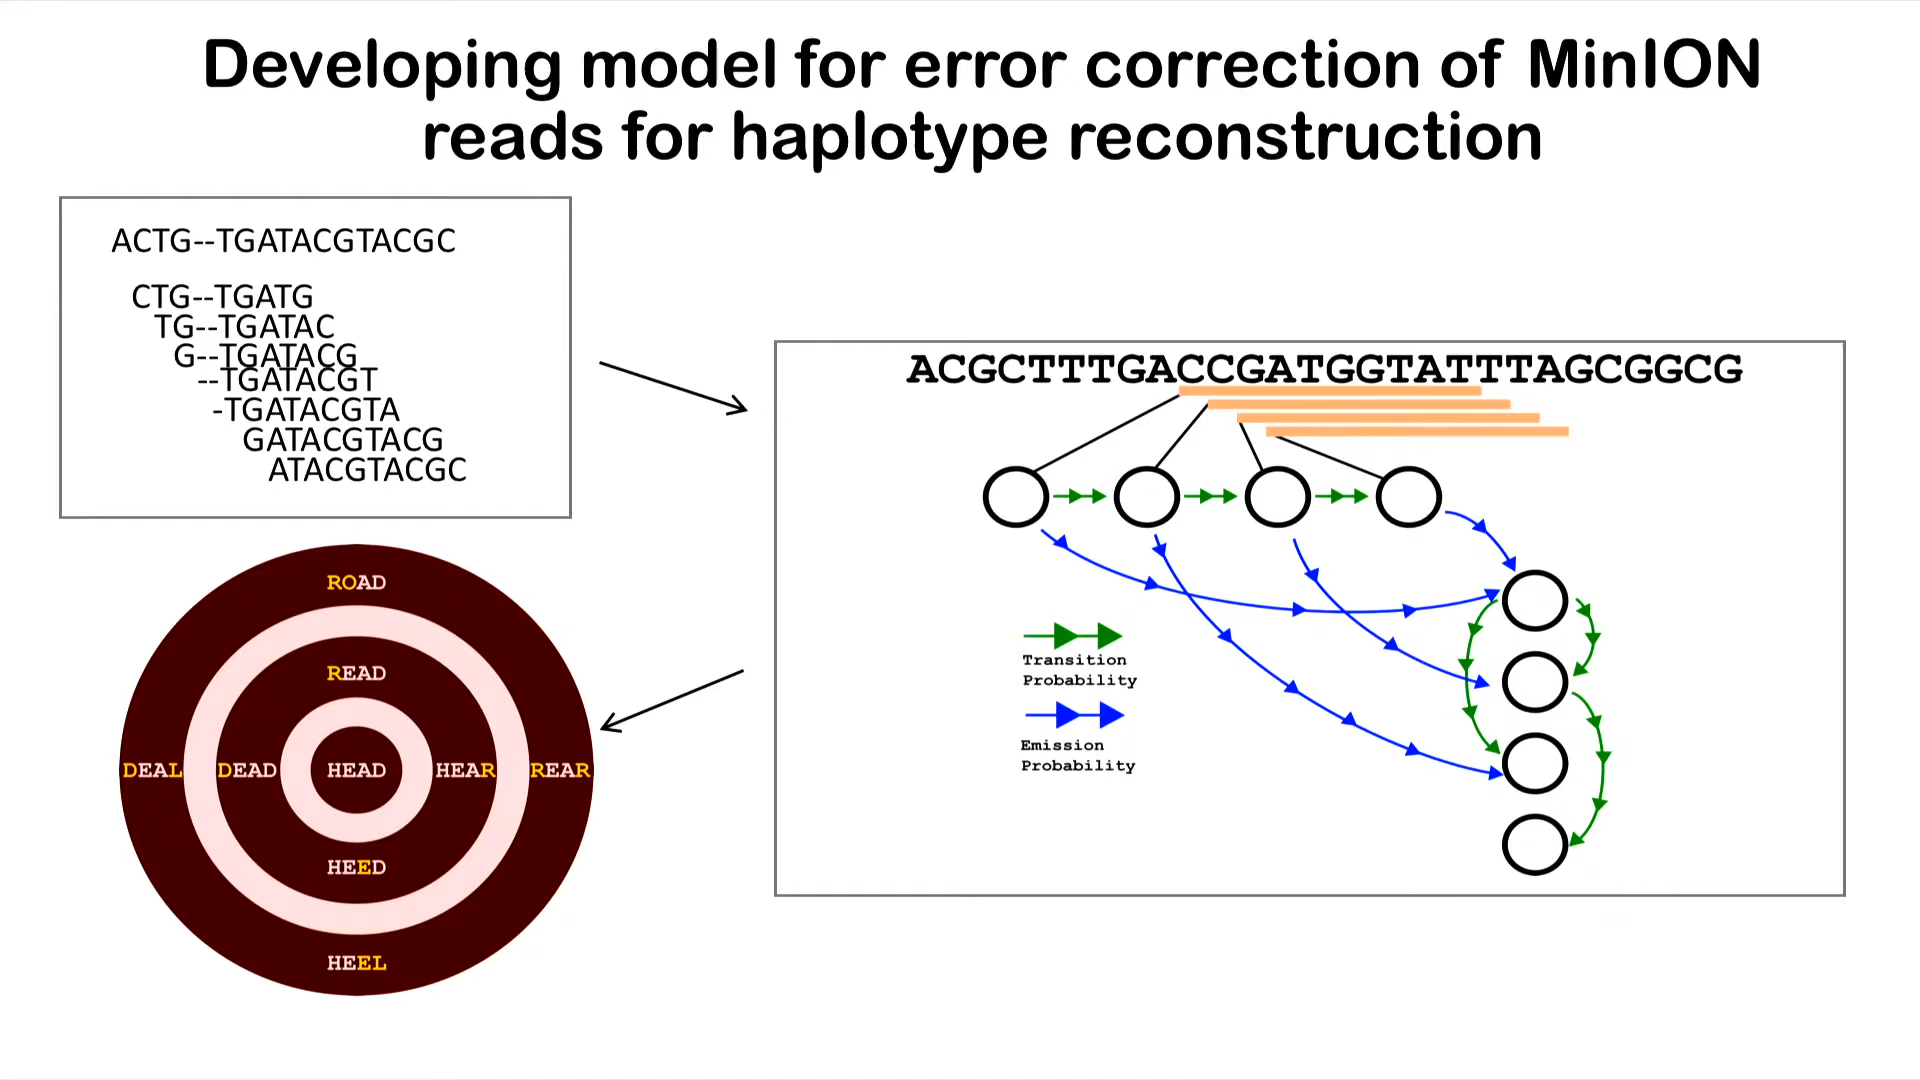 Developing model for error correction of MinION
reads for haplotype reconstruction
ACTG--TGATACGTACGC
CTG--TGATG
TG--TGATAC
G--TGATACG
--TGATACGT
-TGATACGTA
GATACGTACG
ATACGTACGC
ACGCTTTGACCGATGGTATTTAGCGGCG
Transition
Probability
Emission
Probability
ROAD
READ
DEAL DEAD HEAD HEAR REAR
HEED
HEEL